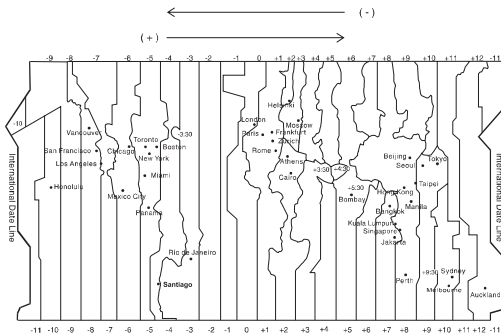 ( - )
( + )
-9 -8 -7 -6 -5 -4 -3 -2 0 +1 +2 +3 +4 +5 +6 +7 +8 +9 +10 +11 -11
-10
International Date Line
Vancouver
San Francisco
Los Angeles
Honolulu
Chicago
Mexico City
Toronto
New York
Boston
-3:30
Miami
Panama
Rio de Janeiro
Santiago
Helsinki
London
Moscow
Paris
Frankfurt
Zürich
Rome
Athens
Cairo
+3:30
+4:30
+5:30
Bombay
Beijing
Seoul
Tokyo
Hong Kong
Taipei
Manila
Bangkok
Kuala Lumpur
Singapore
Jakarta
Perth
+9:30
Sydney
Melbourne
Auckland
International Date Line
-11 -10 -9 -8 -7 -6 -5 -4 -3 -2 -1 0 +1 +2 +3 +4 +5 +6 +7 +8 +9 +10 +11 +12 -11